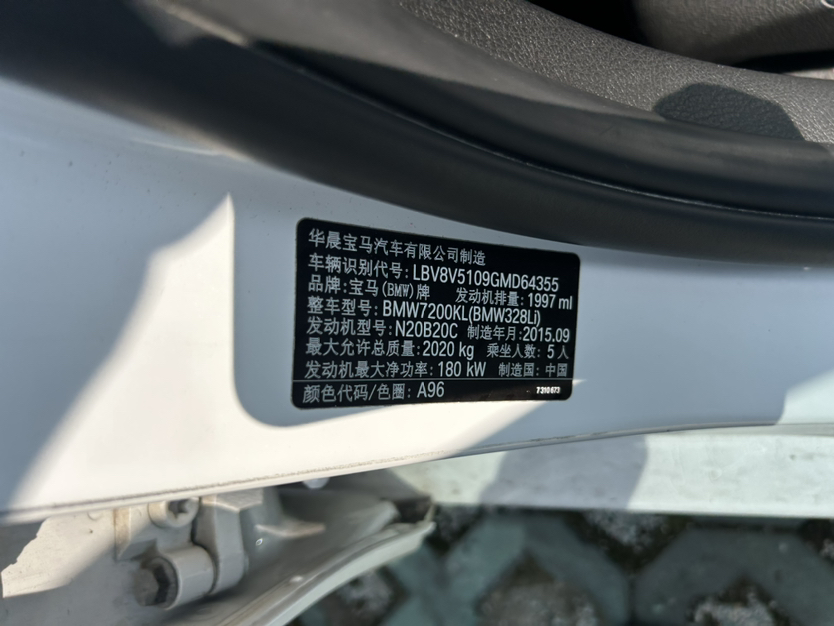 华晨宝马汽车有限公司制造
车辆识别代号: LBV8V5109GMD64355
品牌: 宝马(BMW)牌 发动机排量: 1997 ml
整车型号: BMW7200KL(BMW328Li)
发动机型号: N20B20C 制造年月: 2015.09
最大允许总质量: 2020 kg 乘坐人数: 5人
发动机最大净功率: 180 kW 制造国: 中国
颜色代码/色圈: A96 7310673